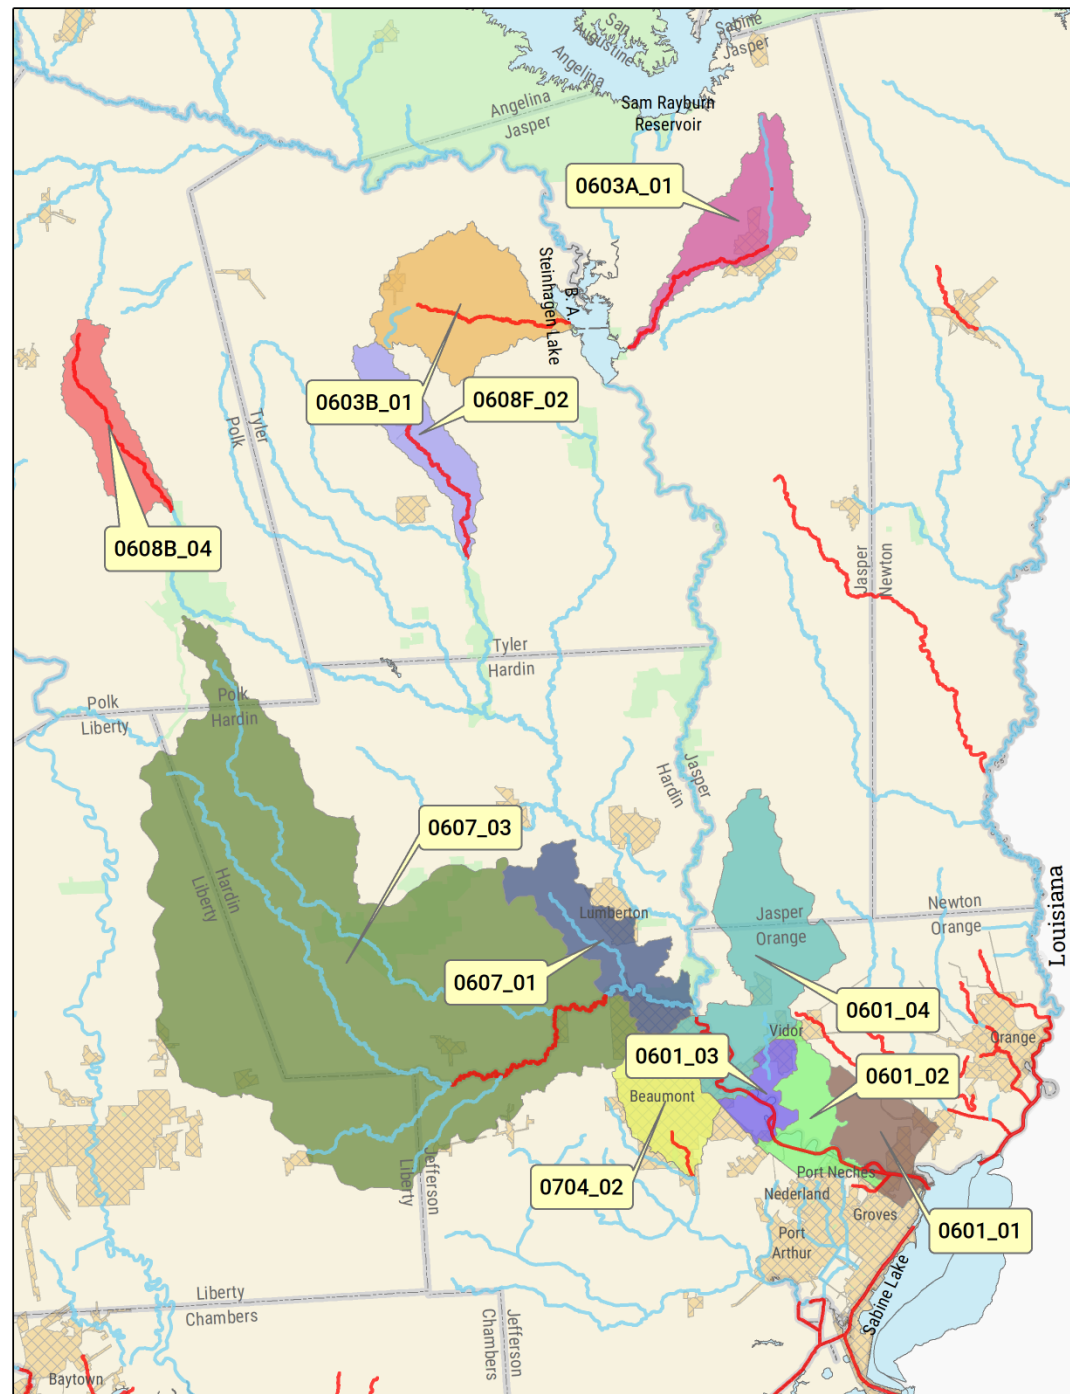 San
Augustine
Sabine
Jasper
Angelina
Angelina
Jasper
Sam Rayburn
Reservoir
0603A_01
B. A.
Steinhagen Lake
0603B_01
0608F_02
Tyler
Polk
0608B_04
Jasper
Newton
Tyler
Hardin
Polk
Liberty
Polk
Hardin
Jasper
Hardin
0607_03
Hardin
Liberty
Louisiana
Lumberton
Jasper
Orange
Newton
Orange
0607_01
0601_04
Vidor
Orange
0601_03
0601_02
Beaumont
Port Neches
0704_02
Nederland
Groves
Liberty
Jefferson
Port
Arthur
0601_01
Sabine Lake
Liberty
Chambers
Jefferson
Chambers
Baytown